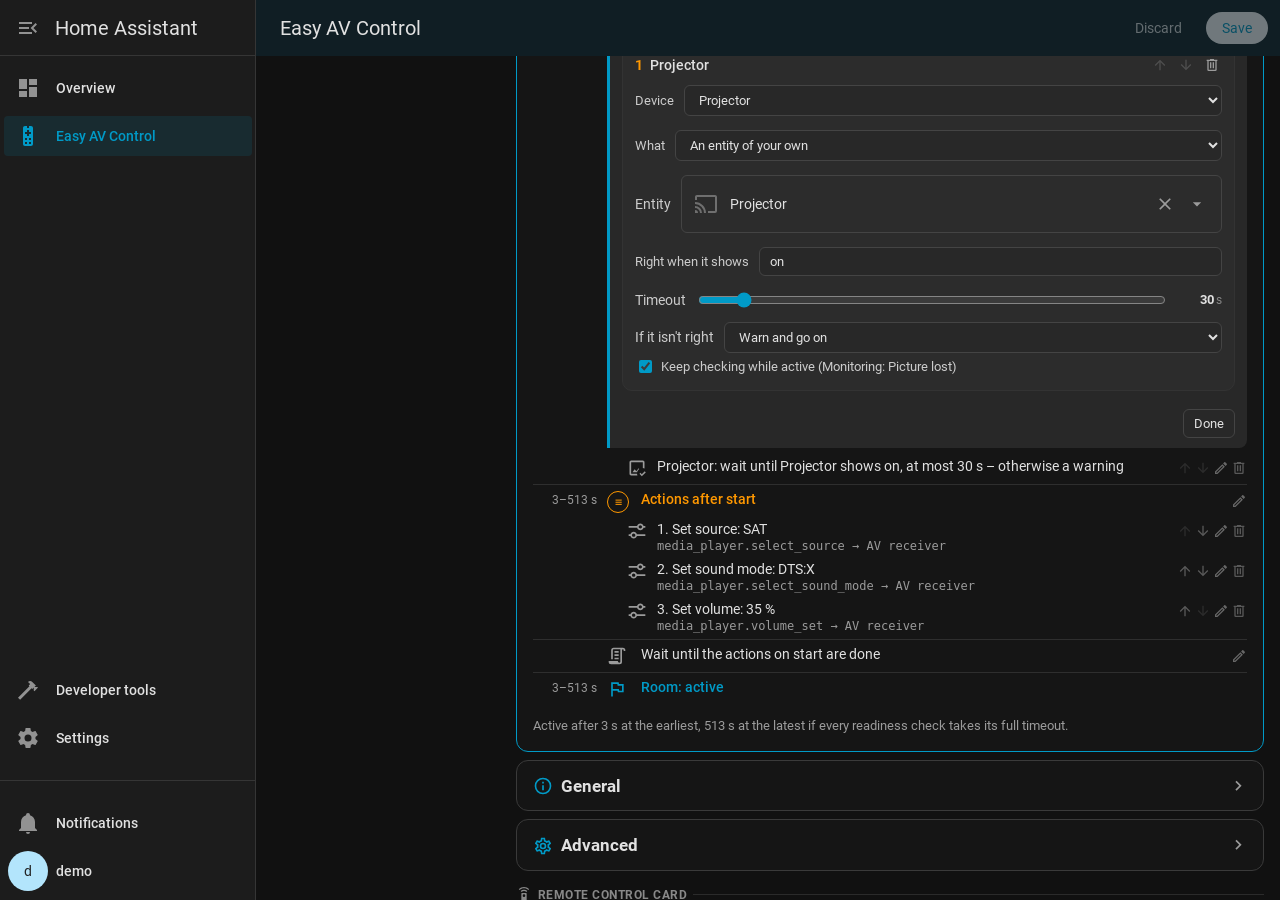 Home Assistant
Easy AV Control
Discard
Save
Overview
Easy AV Control
Developer tools
Settings
Notifications
d
demo
1 Projector
Device
Projector
What
An entity of your own
Entity
Projector
Right when it shows
on
Timeout
30 s
If it isn't right
Warn and go on
Keep checking while active (Monitoring: Picture lost)
Done
Projector: wait until Projector shows on, at most 30 s – otherwise a warning
3–513 s
Actions after start
1. Set source: SAT
media_player.select_source → AV receiver
2. Set sound mode: DTS:X
media_player.select_sound_mode → AV receiver
3. Set volume: 35 %
media_player.volume_set → AV receiver
Wait until the actions on start are done
3–513 s
Room: active
Active after 3 s at the earliest, 513 s at the latest if every readiness check takes its full timeout.
General
Advanced
REMOTE CONTROL CARD